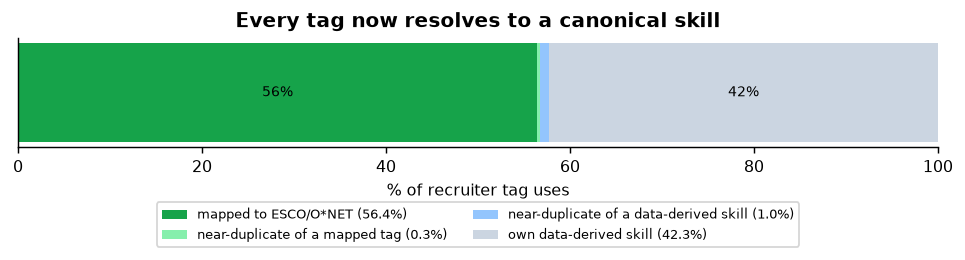 Every tag now resolves to a canonical skill
56%
42%
0 20 40 60 80 100
% of recruiter tag uses
mapped to ESCO/O*NET (56.4%)
near-duplicate of a mapped tag (0.3%)
near-duplicate of a data-derived skill (1.0%)
own data-derived skill (42.3%)